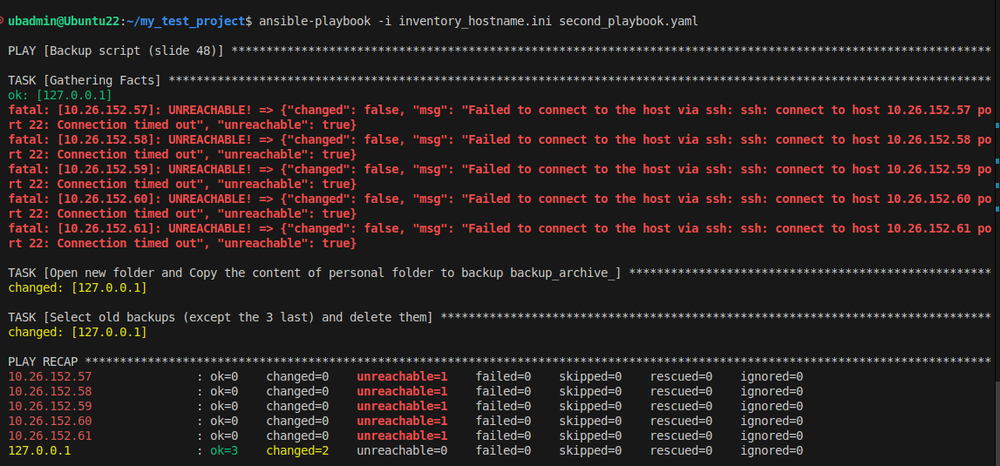 ubadmin@Ubuntu22:~/my_test_project$ ansible-playbook -i inventory_hostname.ini second_playbook.yaml
PLAY [Backup script (slide 48)] *************************************************************************************************************
TASK [Gathering Facts] **********************************************************************************************************************
ok: [127.0.0.1]
fatal: [10.26.152.57]: UNREACHABLE! => {"changed": false, "msg": "Failed to connect to the host via ssh: ssh: connect to host 10.26.152.57 po
rt 22: Connection timed out", "unreachable": true}
fatal: [10.26.152.58]: UNREACHABLE! => {"changed": false, "msg": "Failed to connect to the host via ssh: ssh: connect to host 10.26.152.58 po
rt 22: Connection timed out", "unreachable": true}
fatal: [10.26.152.59]: UNREACHABLE! => {"changed": false, "msg": "Failed to connect to the host via ssh: ssh: connect to host 10.26.152.59 po
rt 22: Connection timed out", "unreachable": true}
fatal: [10.26.152.60]: UNREACHABLE! => {"changed": false, "msg": "Failed to connect to the host via ssh: ssh: connect to host 10.26.152.60 po
rt 22: Connection timed out", "unreachable": true}
fatal: [10.26.152.61]: UNREACHABLE! => {"changed": false, "msg": "Failed to connect to the host via ssh: ssh: connect to host 10.26.152.61 po
rt 22: Connection timed out", "unreachable": true}
TASK [Open new folder and Copy the content of personal folder to backup backup_archive_] ****************************************************
changed: [127.0.0.1]
TASK [Select old backups (except the 3 last) and delete them] *******************************************************************************
changed: [127.0.0.1]
PLAY RECAP **********************************************************************************************************************************
10.26.152.57               : ok=0    changed=0    unreachable=1    failed=0    skipped=0    rescued=0    ignored=0
10.26.152.58               : ok=0    changed=0    unreachable=1    failed=0    skipped=0    rescued=0    ignored=0
10.26.152.59               : ok=0    changed=0    unreachable=1    failed=0    skipped=0    rescued=0    ignored=0
10.26.152.60               : ok=0    changed=0    unreachable=1    failed=0    skipped=0    rescued=0    ignored=0
10.26.152.61               : ok=0    changed=0    unreachable=1    failed=0    skipped=0    rescued=0    ignored=0
127.0.0.1                  : ok=3    changed=2    unreachable=0    failed=0    skipped=0    rescued=0    ignored=0